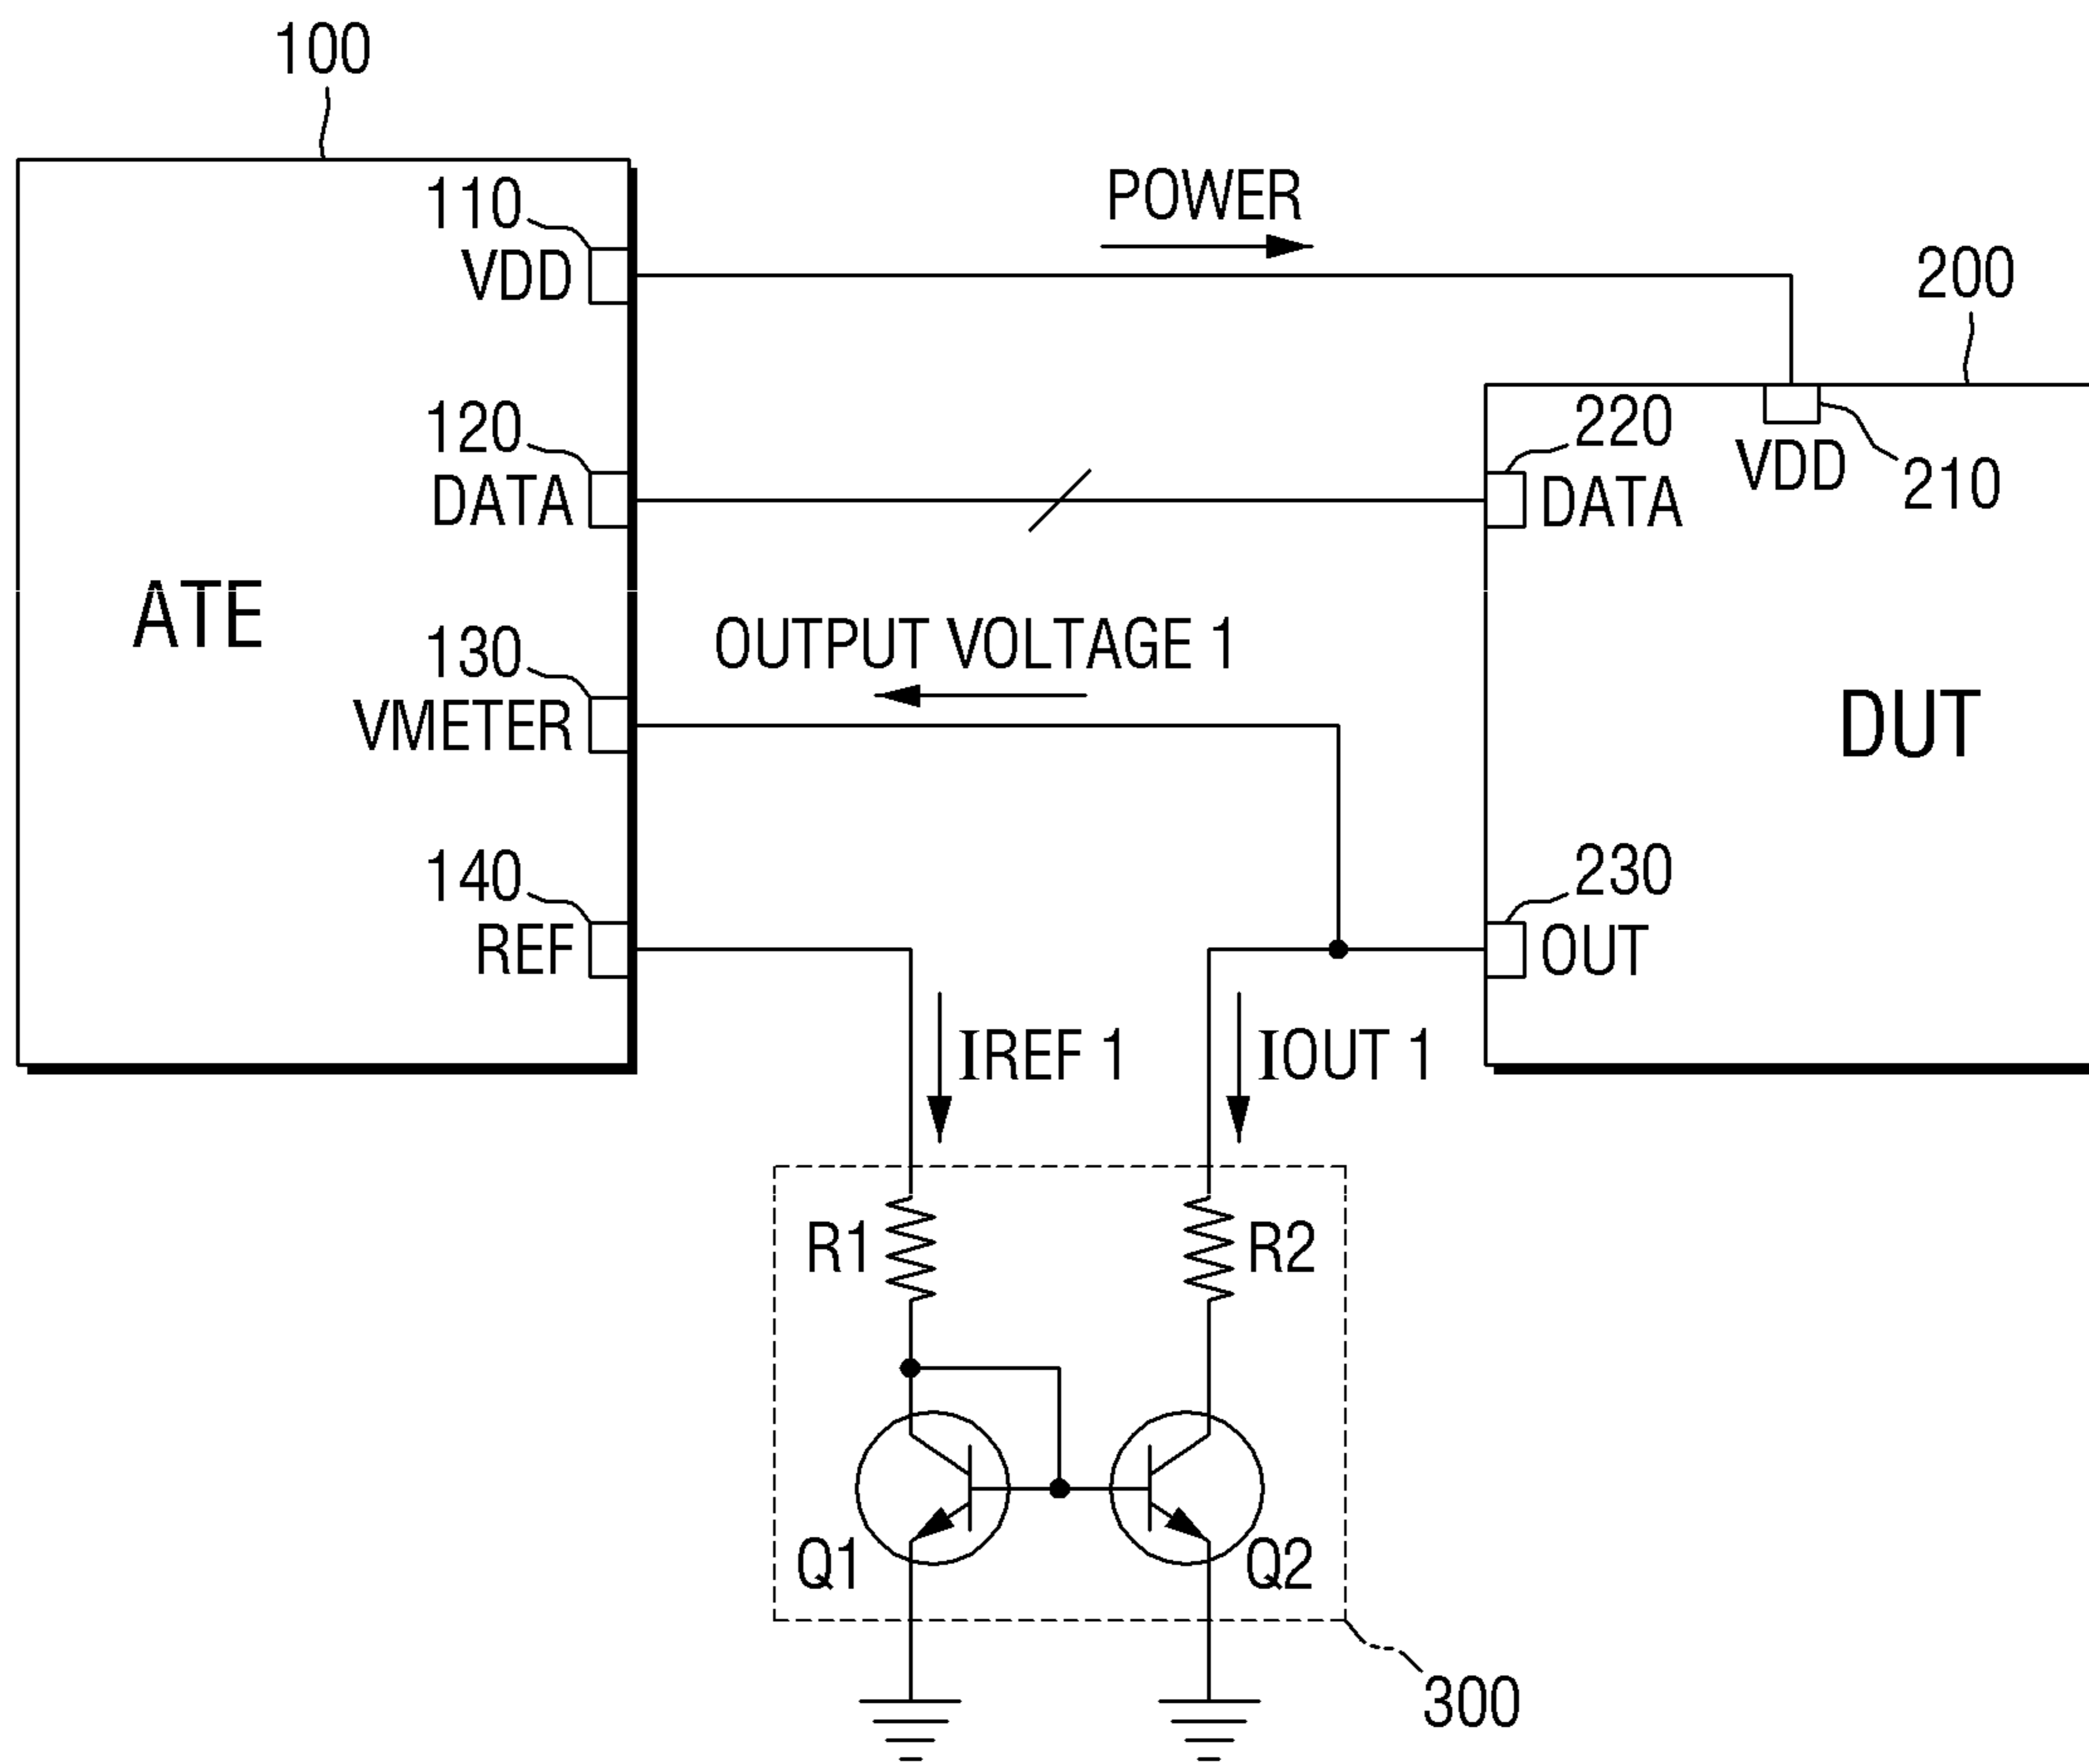 100
110
VDD
POWER
200
120
DATA
220
DATA
VDD
210
ATE
130
VMETER
OUTPUT VOLTAGE 1
DUT
140
REF
230
OUT
IREF 1
IOUT 1
R1
R2
Q1
Q2
300